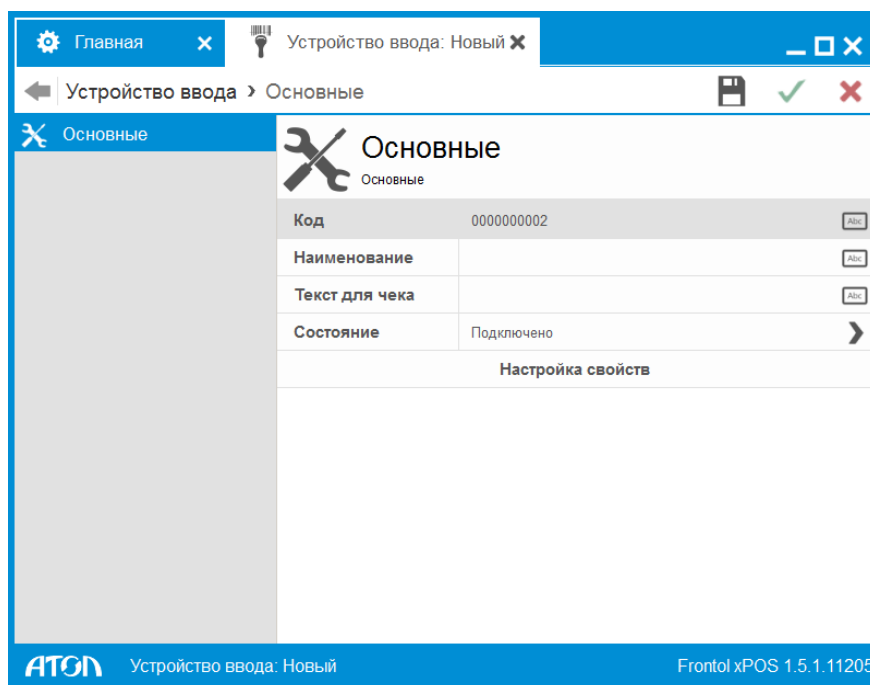 Главная
Устройство ввода: Новый
Устройство ввода › Основные
Основные
Основные
Основные
Код 0000000002 Abc
Наименование Abc
Текст для чека Abc
Состояние Подключено
Настройка свойств
АТОЛ Устройство ввода: Новый Frontol xPOS 1.5.1.11205